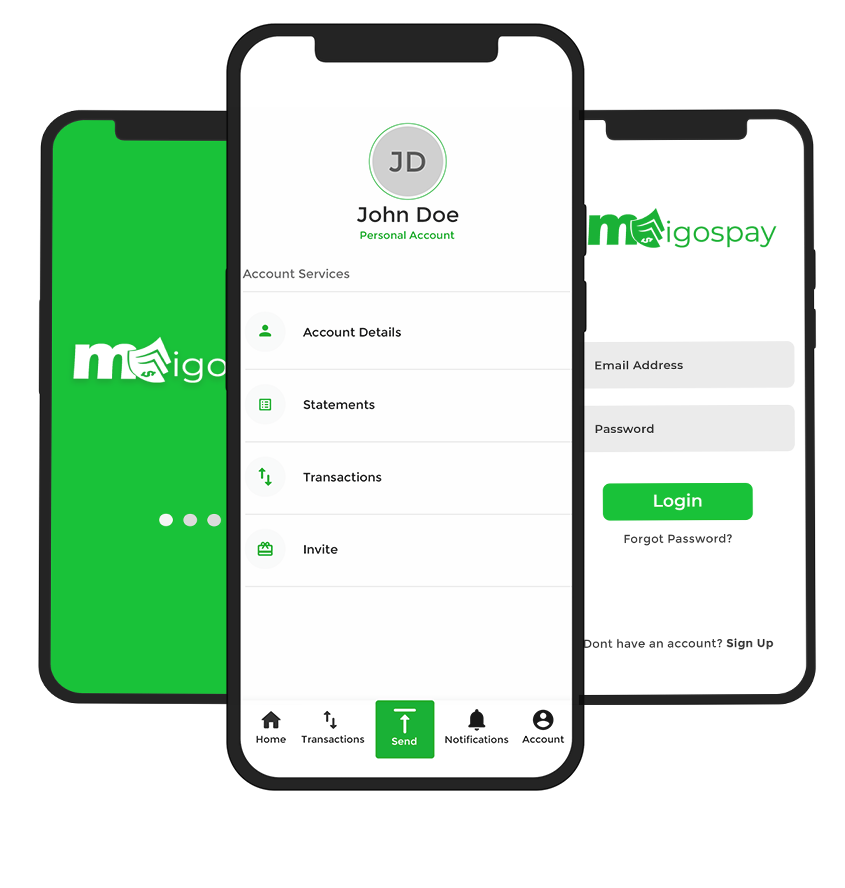 migo
JD
John Doe
Personal Account
Account Services
Account Details
Statements
Transactions
Invite
Home
Transactions
Send
Notifications
Account
migospay
Email Address
Password
Login
Forgot Password?
Dont have an account? Sign Up